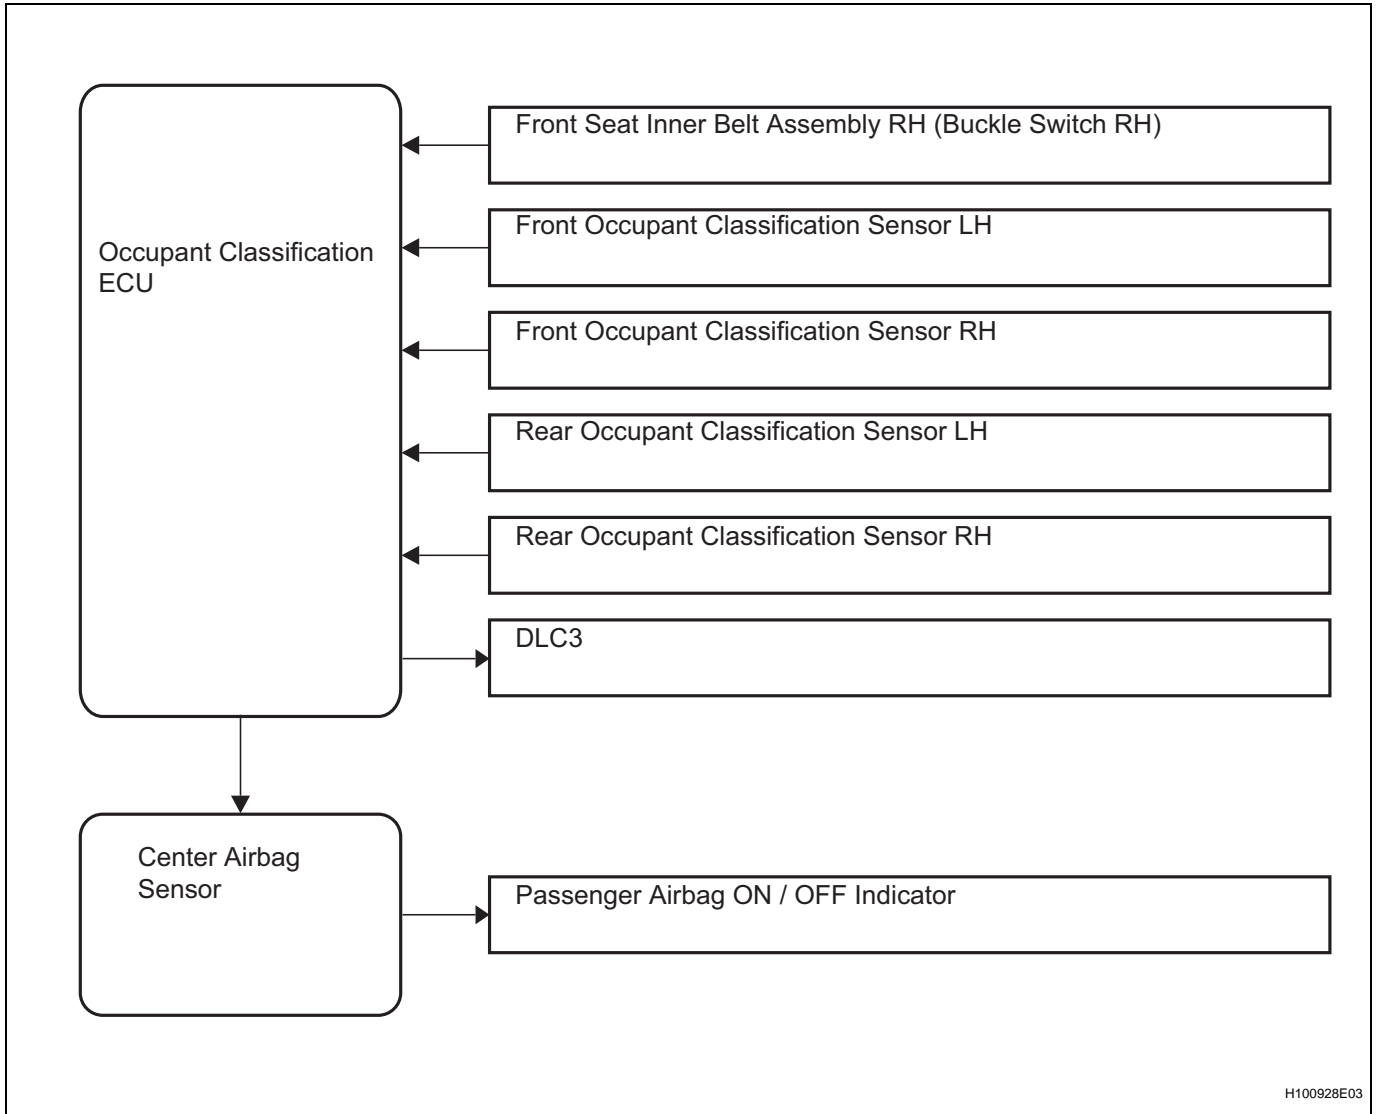 Front Seat Inner Belt Assembly RH (Buckle Switch RH)
Front Occupant Classification Sensor LH
Occupant Classification
ECU
Front Occupant Classification Sensor RH
Rear Occupant Classification Sensor LH
Rear Occupant Classification Sensor RH
DLC3
Center Airbag
Sensor
Passenger Airbag ON / OFF Indicator
H100928E03